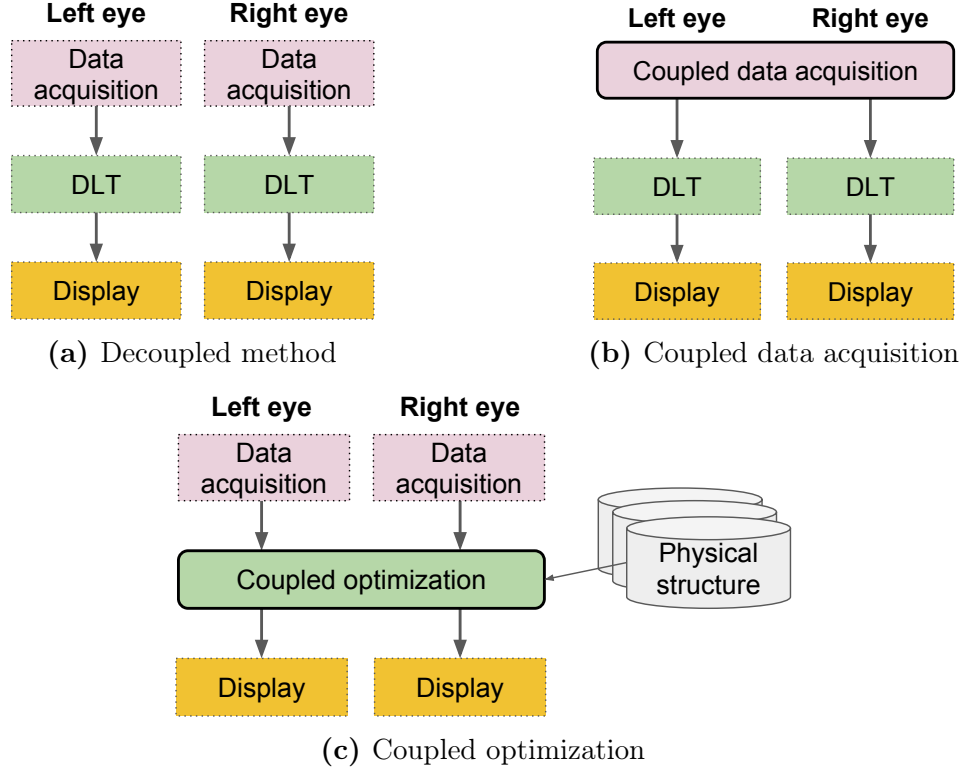 Left eye Right eye
Data acquisition Data acquisition
DLT DLT
Display Display
(a) Decoupled method
Left eye Right eye
Coupled data acquisition
DLT DLT
Display Display
(b) Coupled data acquisition
Left eye Right eye
Data acquisition Data acquisition
Coupled optimization
Physical
structure
Display Display
(c) Coupled optimization